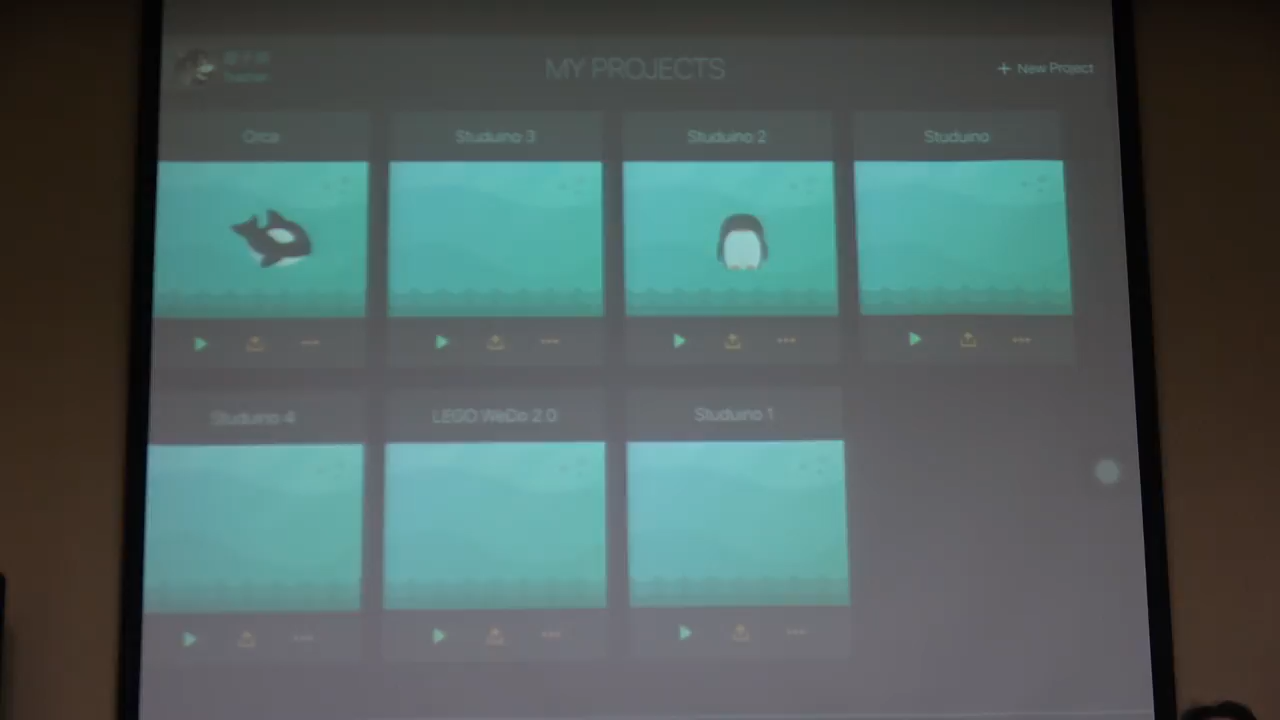 MY PROJECTS
+ New Project
Orca
Studuino 3
Studuino 2
Studuino
Studuino 4
LEGO WeDo 2.0
Studuino 1